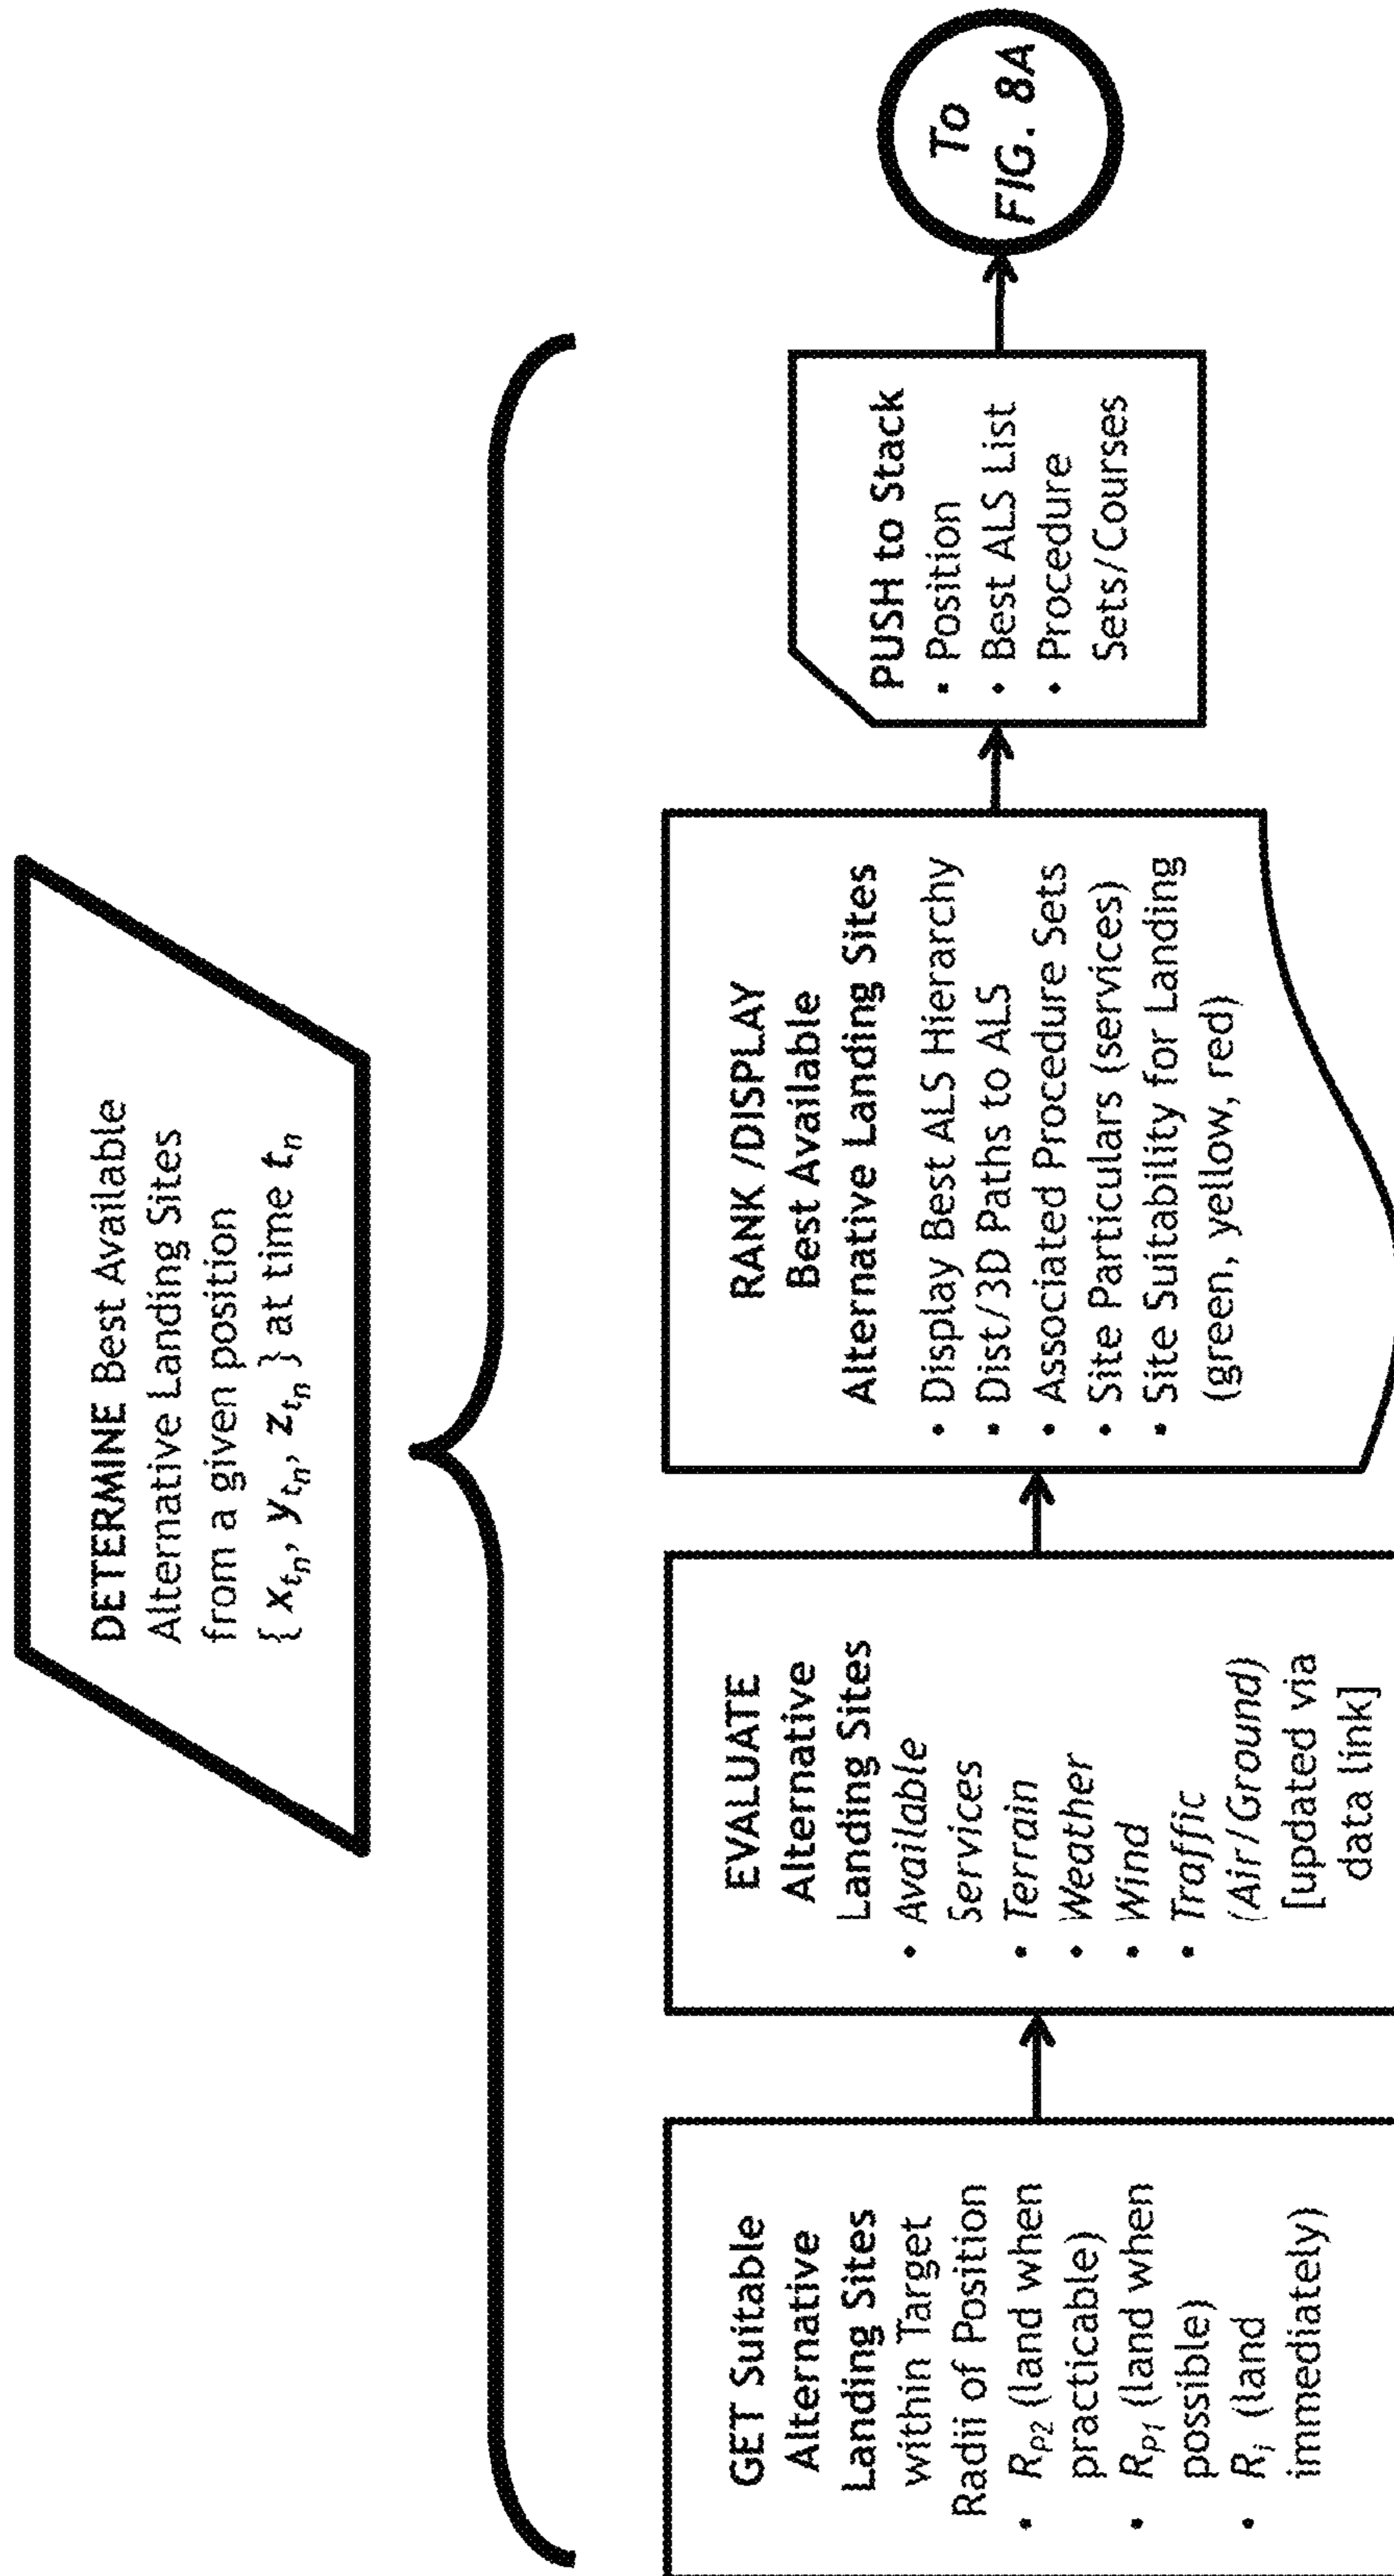 DETERMINE Best Available
Alternative Landing Sites
from a given position
{ x_{t_n}, y_{t_n}, z_{t_n} } at time t_n
GET Suitable
Alternative
Landing Sites
within Target
Radii of Position
• R_{P2} (land when
practicable)
• R_{P1} (land when
possible)
• R_i (land
immediately)
EVALUATE
Alternative
Landing Sites
• Available
Services
• Terrain
• Weather
• Wind
• Traffic
(Air/Ground)
[updated via
data link]
RANK /DISPLAY
Best Available
Alternative Landing Sites
• Display Best ALS Hierarchy
• Dist/3D Paths to ALS
• Associated Procedure Sets
• Site Particulars (services)
• Site Suitability for Landing
(green, yellow, red)
PUSH to Stack
• Position
• Best ALS List
• Procedure
Sets/Courses
To
FIG. 8A